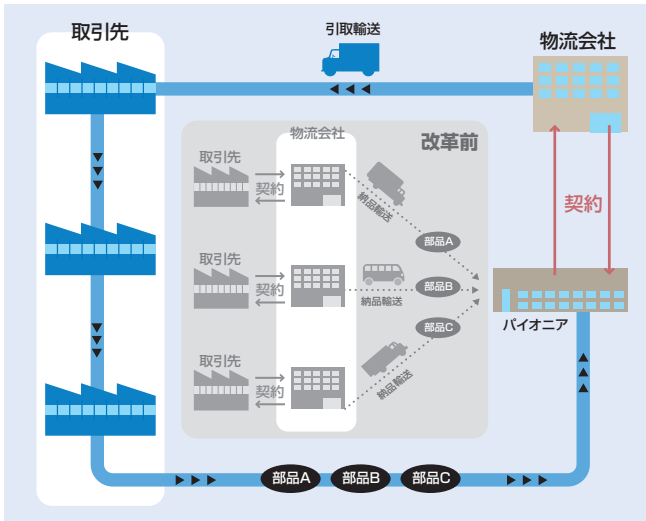 取引先
引取輸送
物流会社
物流会社
改革前
取引先
契約
納品輸送
部品A
契約
取引先
契約
納品輸送
部品B
パイオニア
部品C
取引先
契約
納品輸送
部品A
部品B
部品C